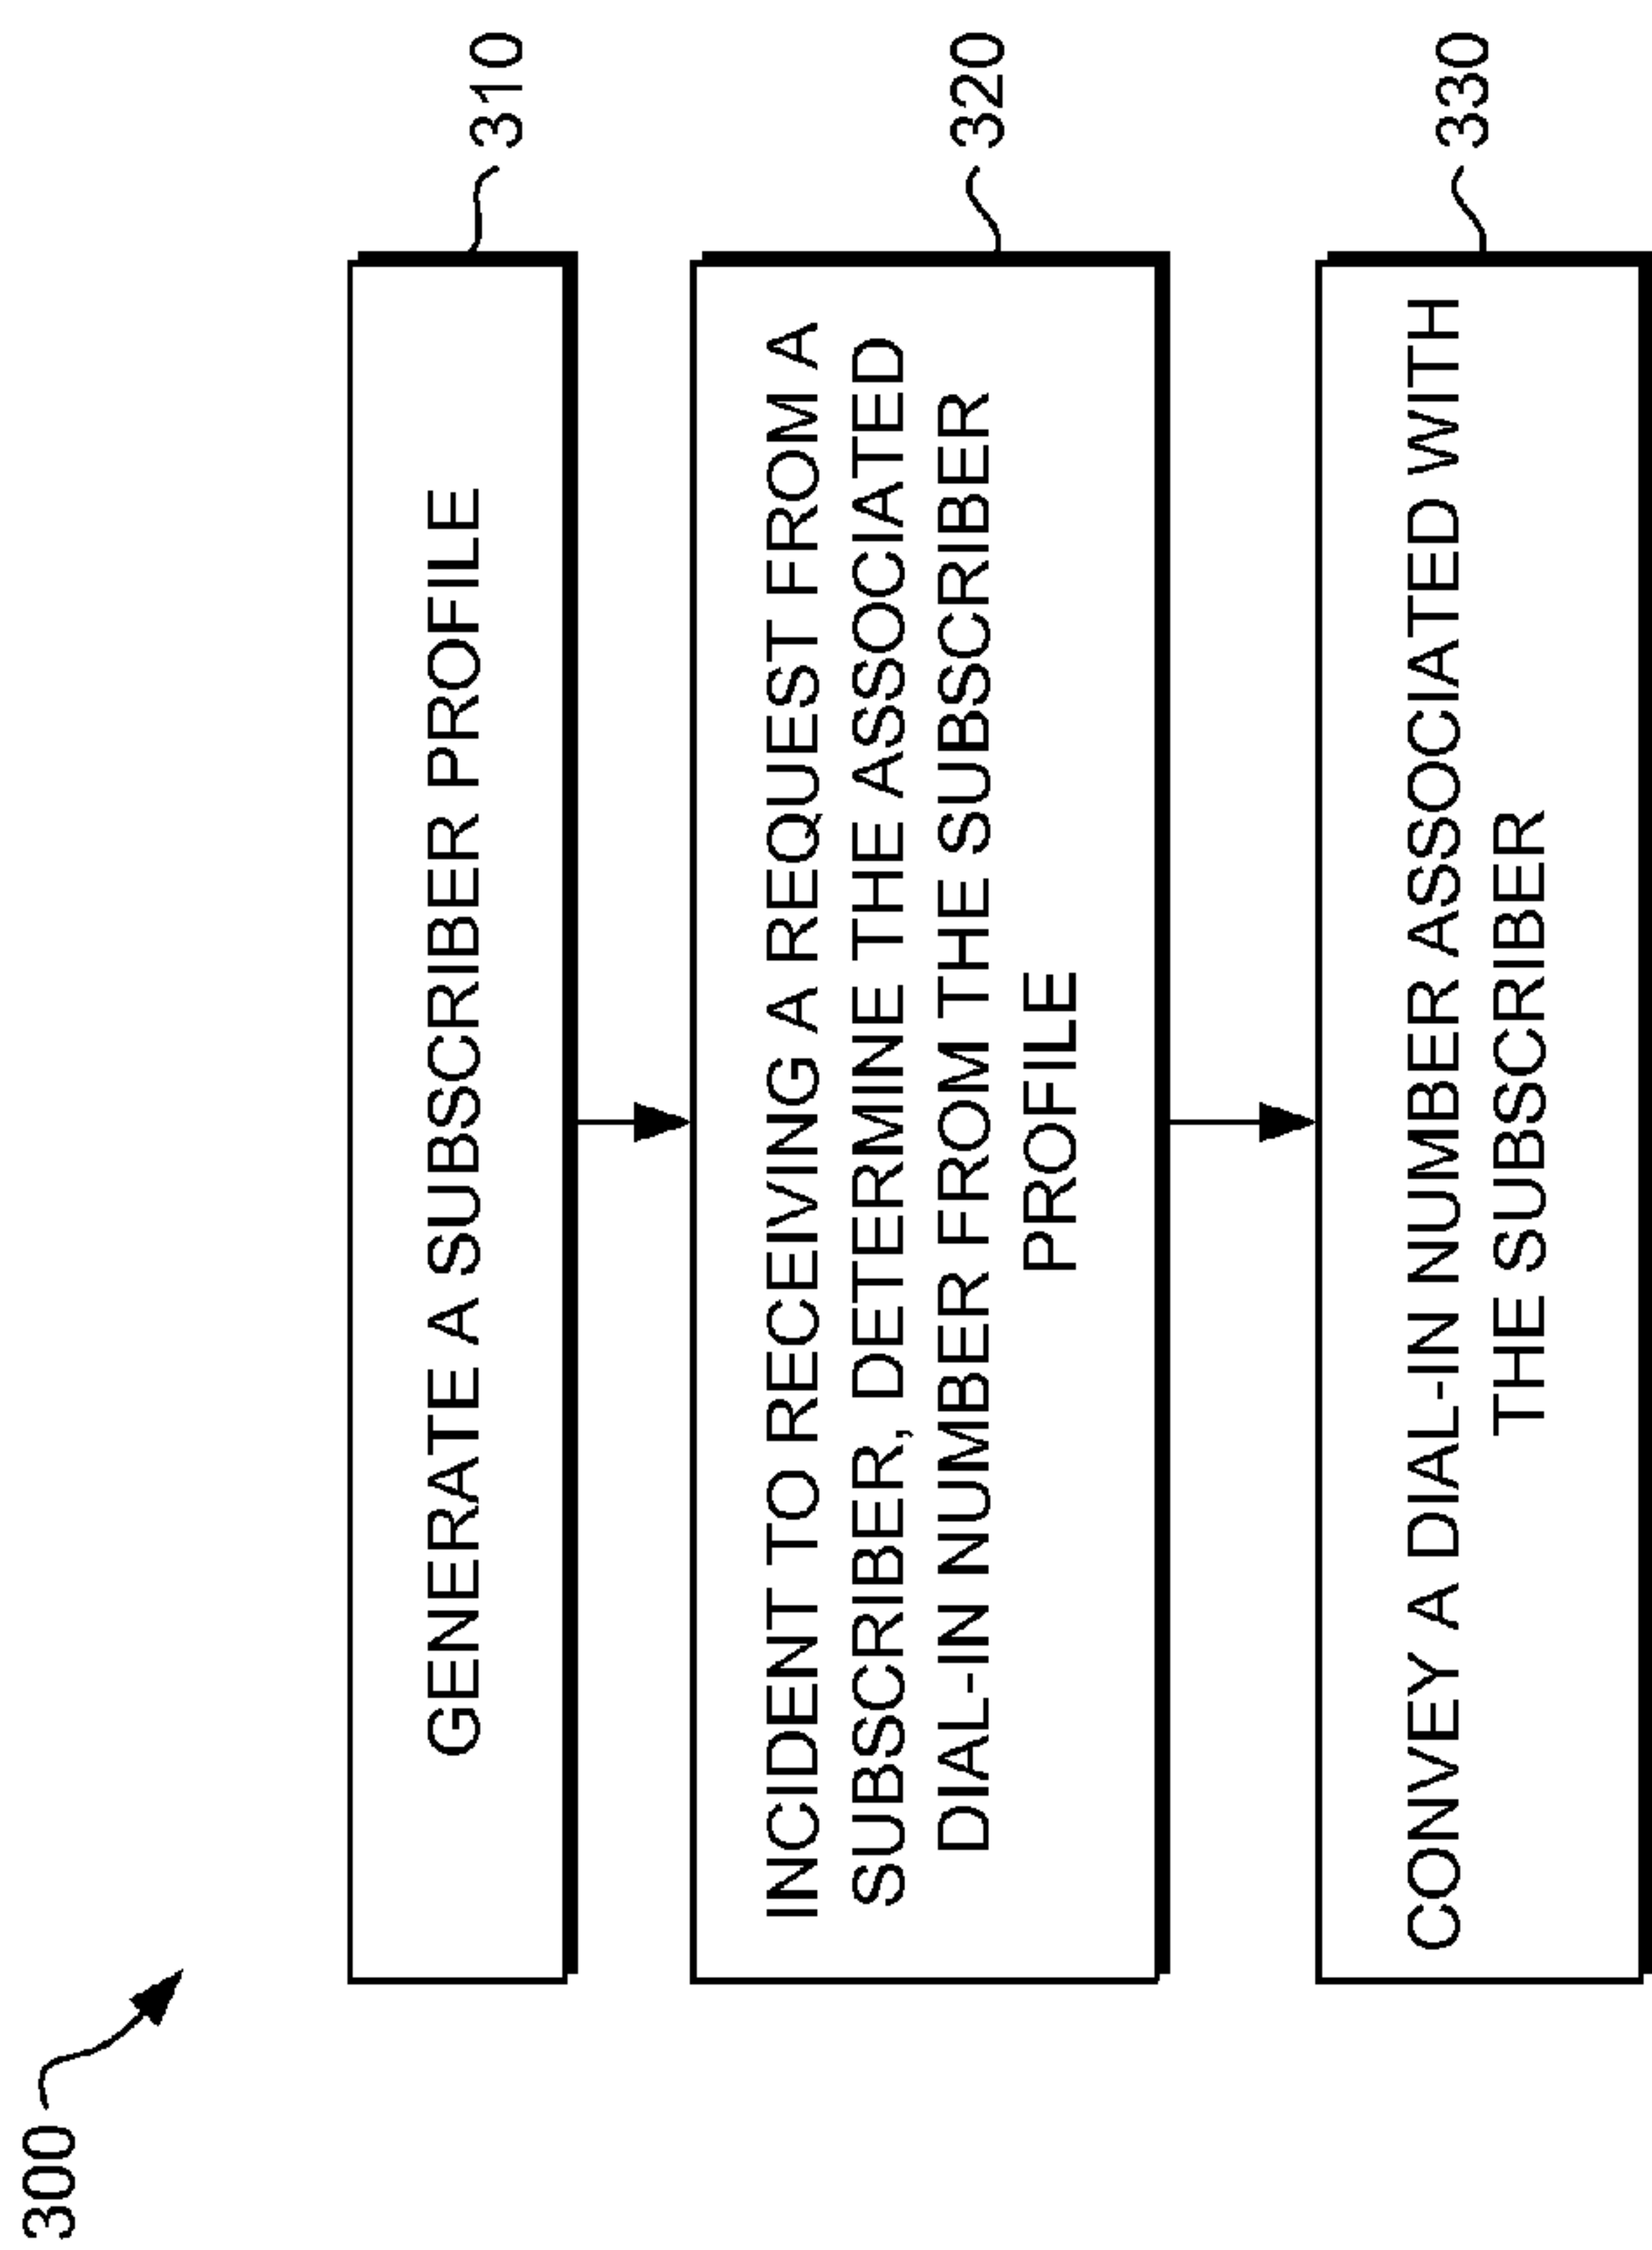 300
GENERATE A SUBSCRIBER PROFILE
310
INCIDENT TO RECEIVING A REQUEST FROM A
SUBSCRIBER, DETERMINE THE ASSOCIATED
DIAL-IN NUMBER FROM THE SUBSCRIBER
PROFILE
320
CONVEY A DIAL-IN NUMBER ASSOCIATED WITH
THE SUBSCRIBER
330